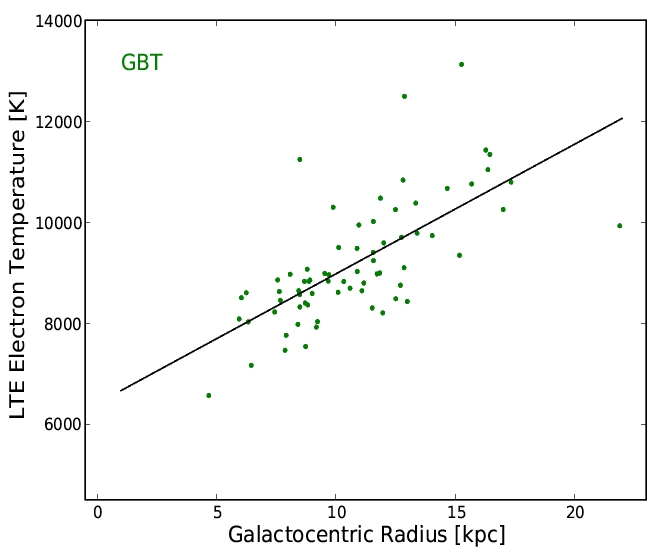 14000
GBT
12000
10000
8000
6000
LTE Electron Temperature [K]
0 5 10 15 20
Galactocentric Radius [kpc]